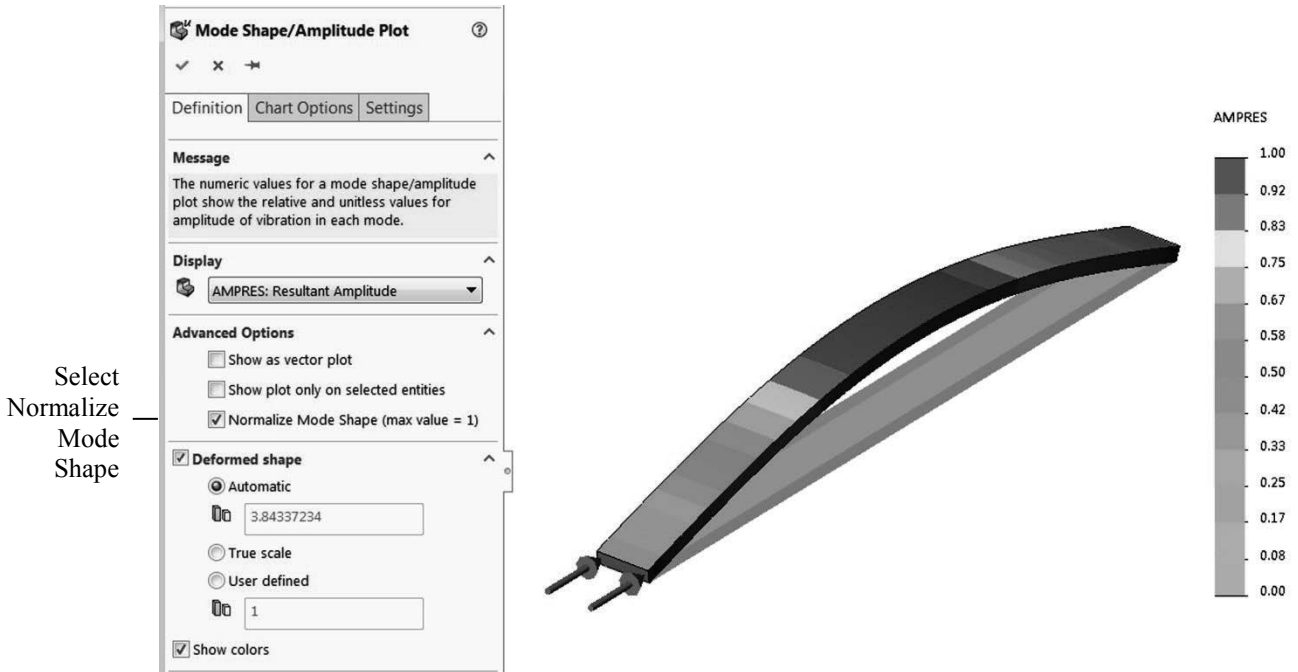 Mode Shape/Amplitude Plot
Definition Chart Options Settings
Message
The numeric values for a mode shape/amplitude
plot show the relative and unitless values for
amplitude of vibration in each mode.
Display
AMPRES: Resultant Amplitude
Advanced Options
Show as vector plot
Show plot only on selected entities
Normalize Mode Shape (max value = 1)
Deformed shape
Automatic
3.84337234
True scale
User defined
1
Show colors
Select
Normalize
Mode
Shape
AMPRES
1.00
0.92
0.83
0.75
0.67
0.58
0.50
0.42
0.33
0.25
0.17
0.08
0.00